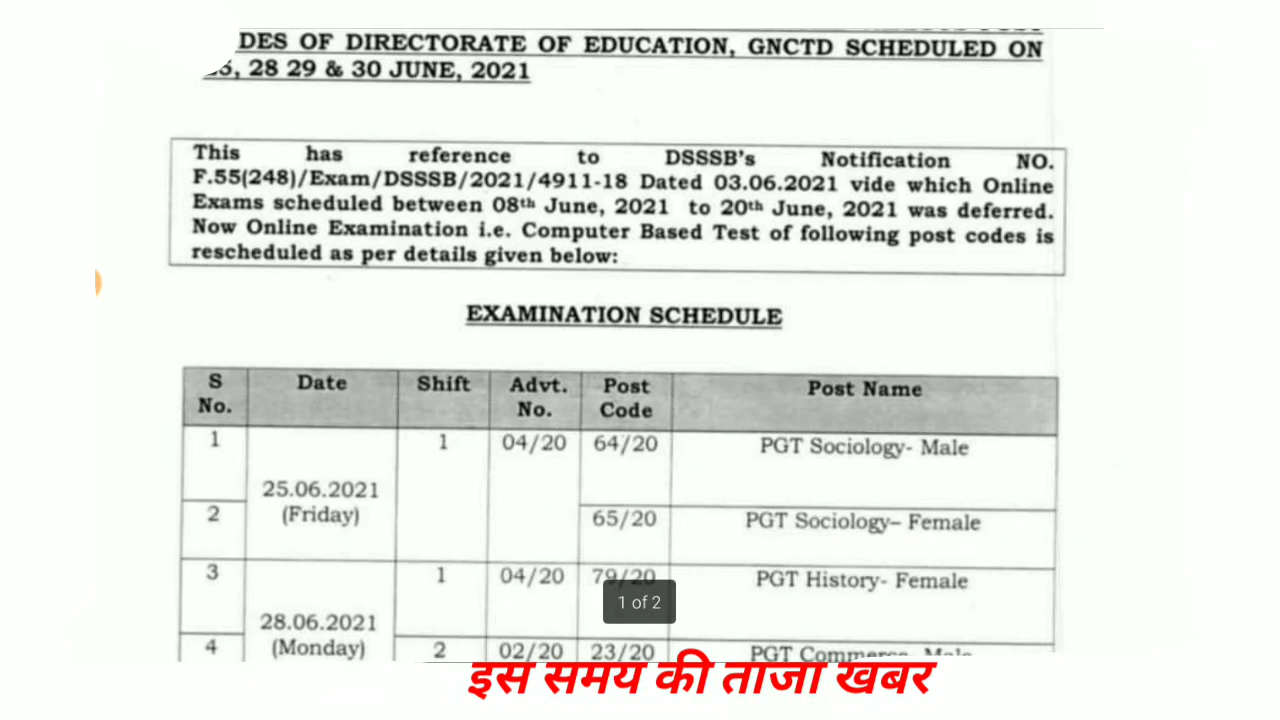 DES OF DIRECTORATE OF EDUCATION, GNCTD SCHEDULED ON
, 28 29 & 30 JUNE, 2021
This has reference to DSSSB's Notification NO.
F.55(248)/Exam/DSSSB/2021/4911-18 Dated 03.06.2021 vide which Online
Exams scheduled between 08th June, 2021 to 20th June, 2021 was deferred.
Now Online Examination i.e. Computer Based Test of following post codes is
rescheduled as per details given below:
EXAMINATION SCHEDULE
S No. Date Shift Advt. No. Post Code Post Name
1 25.06.2021 (Friday) 1 04/20 64/20 PGT Sociology- Male
2 65/20 PGT Sociology– Female
3 28.06.2021 (Monday) 1 04/20 79/20 PGT History- Female
4 2 02/20 23/20 PGT Commerce- Male
1 of 2
इस समय की ताजा खबर